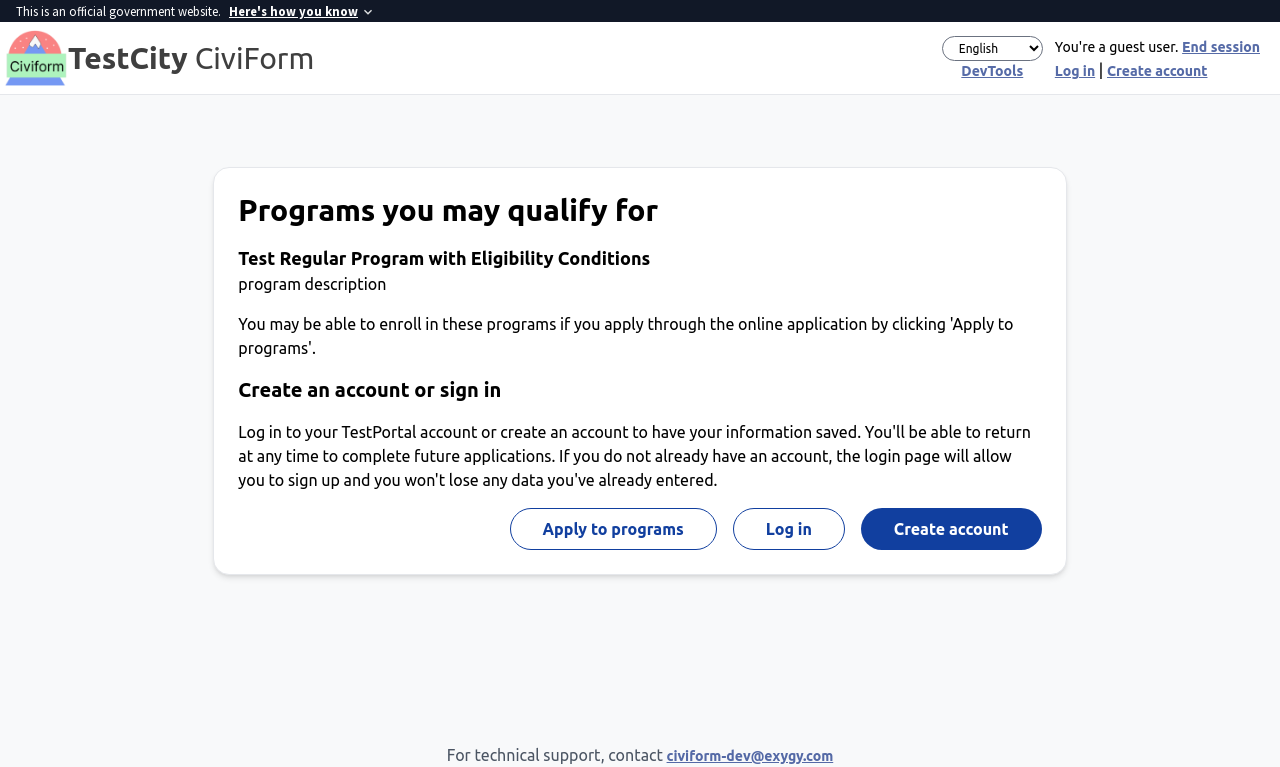 This is an official government website. Here's how you know
Civiform
TestCity CiviForm
English
You're a guest user. End session
DevTools
Log in | Create account
Programs you may qualify for
Test Regular Program with Eligibility Conditions
program description
You may be able to enroll in these programs if you apply through the online application by clicking 'Apply to
programs'.
Create an account or sign in
Log in to your TestPortal account or create an account to have your information saved. You'll be able to return
at any time to complete future applications. If you do not already have an account, the login page will allow
you to sign up and you won't lose any data you've already entered.
Apply to programs
Log in
Create account
For technical support, contact civiform-dev@exygy.com